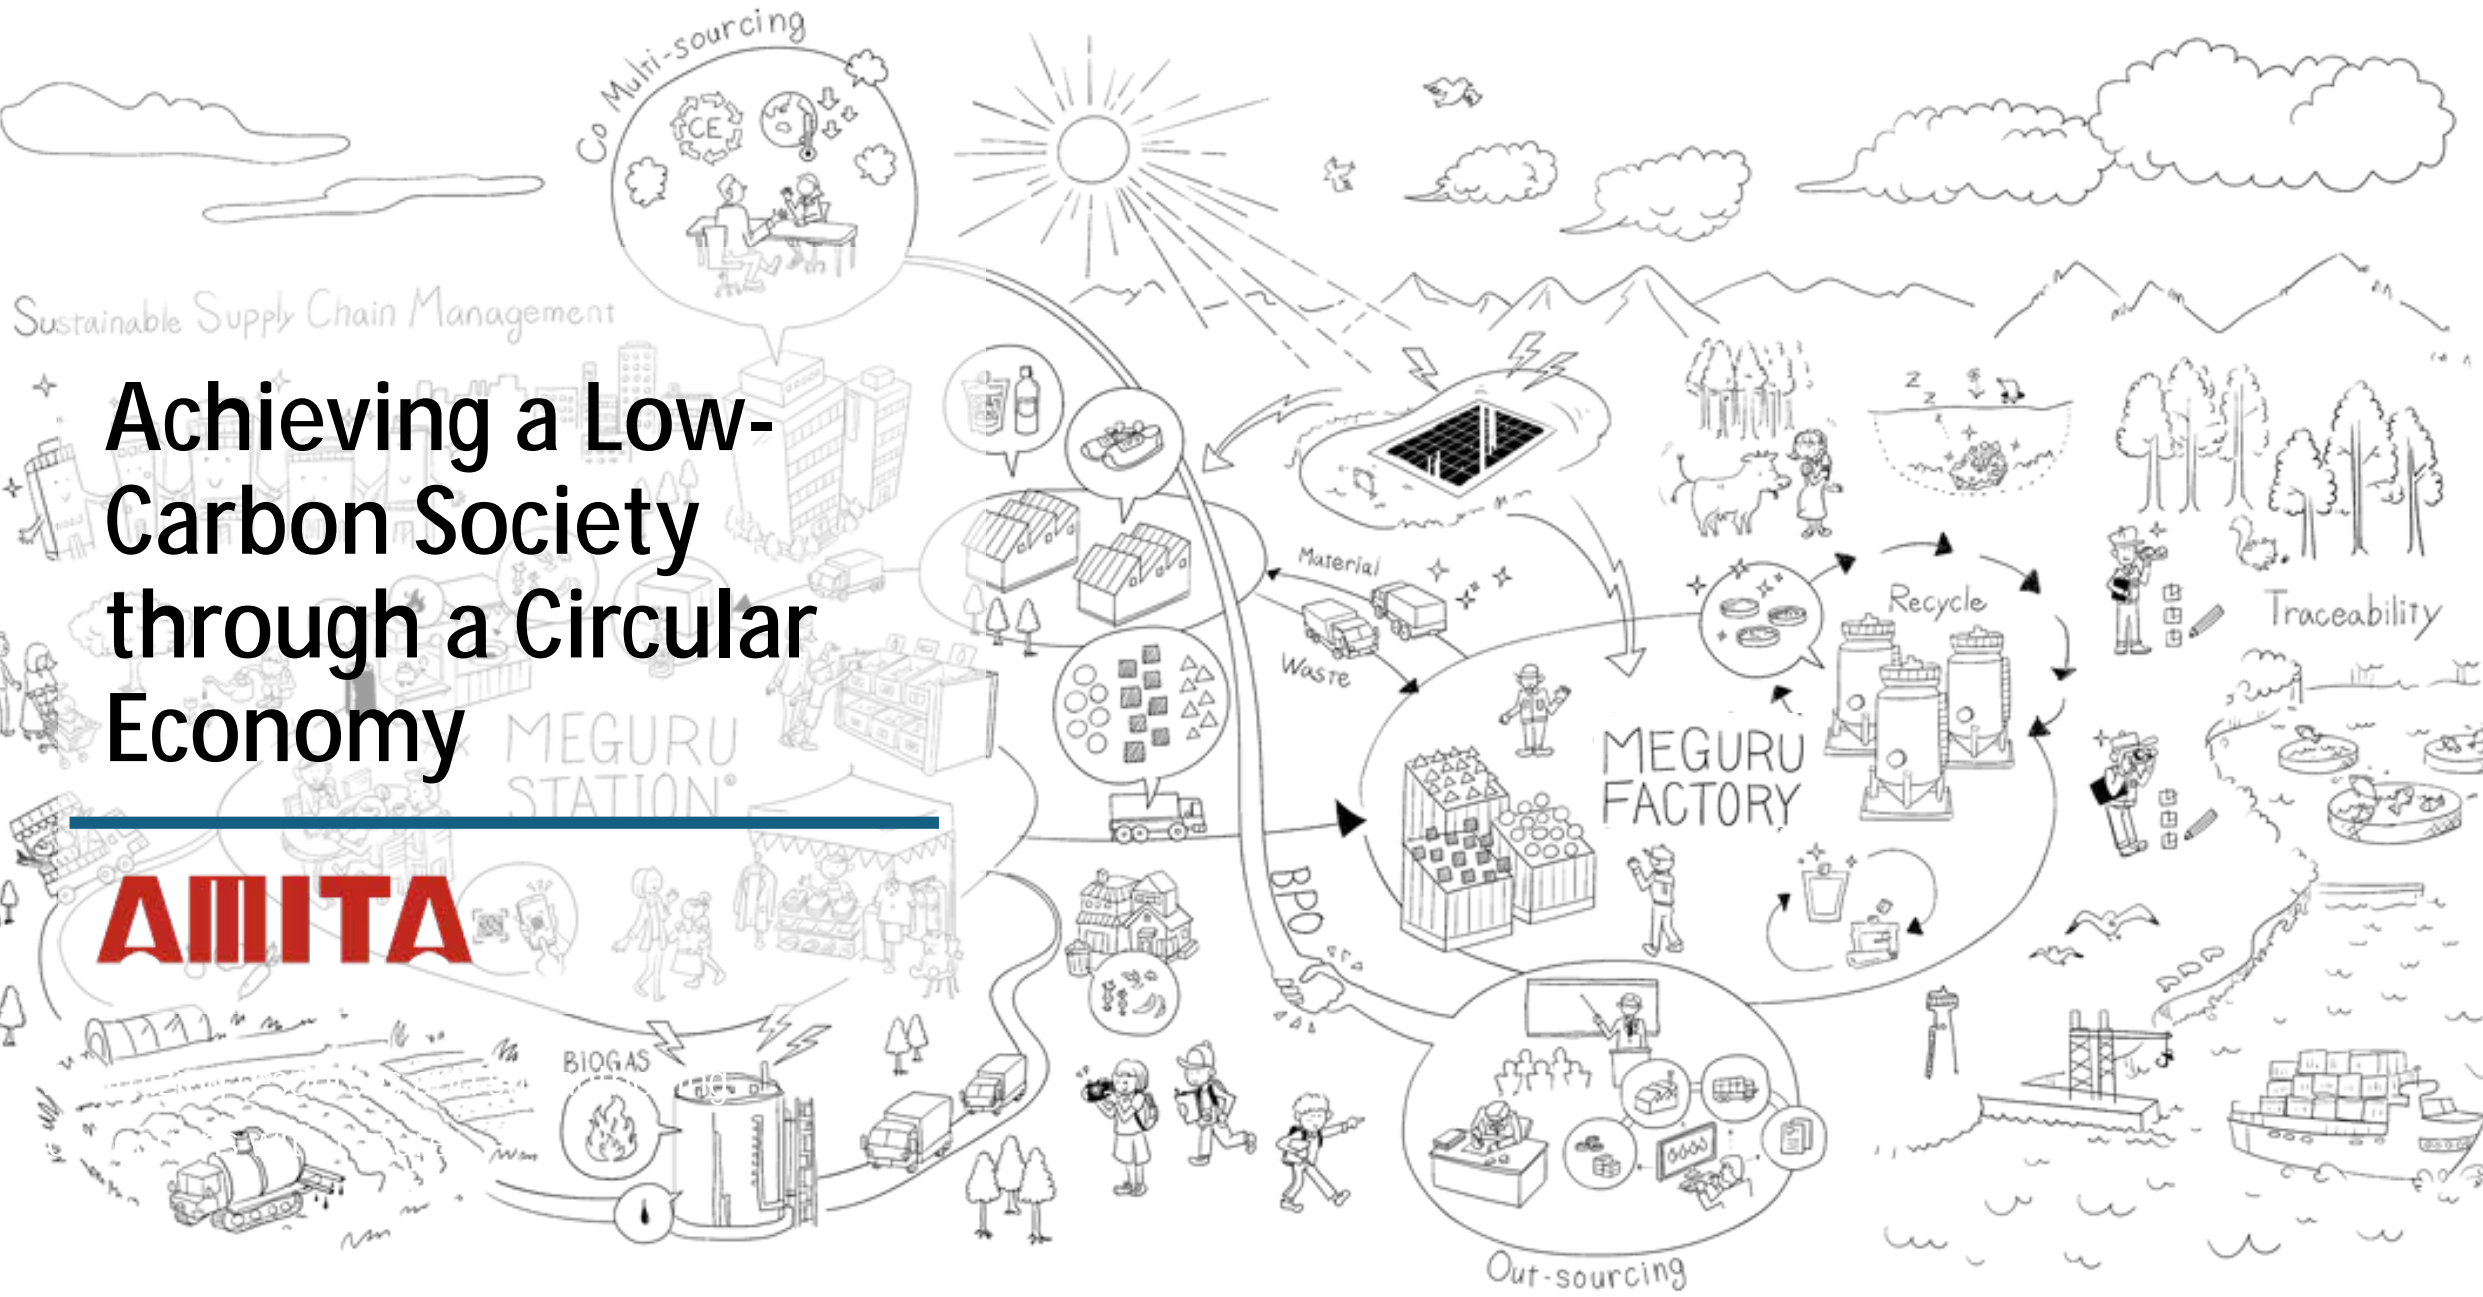 Co Multi-sourcing
CE
Sustainable Supply Chain Management
Achieving a Low-
Carbon Society
through a Circular
Economy
Material
Waste
z
z
z
Recycle
Traceability
MEGURU
STATION®
MEGURU
FACTORY
AMITA
BPO
BIOGAS
Out-sourcing